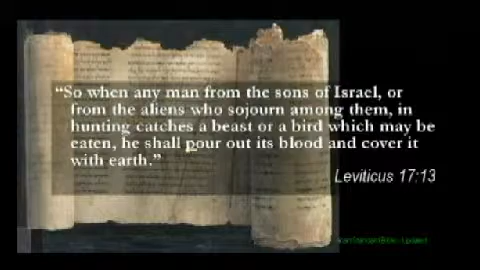 “So when any man from the sons of Israel, or
from the aliens who sojourn among them, in
hunting catches a beast or a bird which may be
eaten, he shall pour out its blood and cover it
with earth.”
Leviticus 17:13